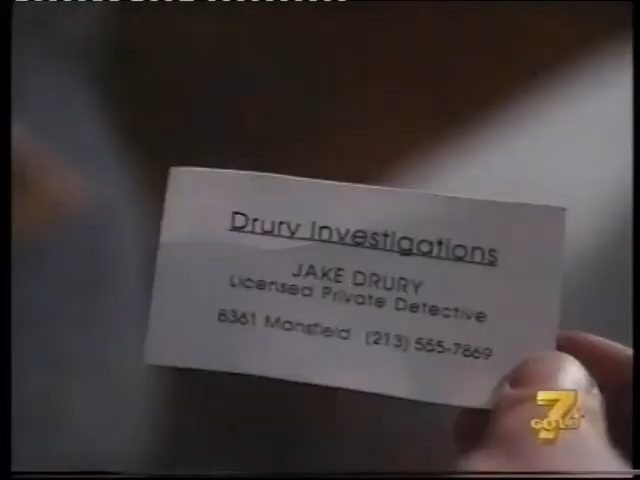 Drury Investigations
JAKE DRURY
Licensed Private Detective
8361 Mansfield (213) 555-7869
7
GOLD